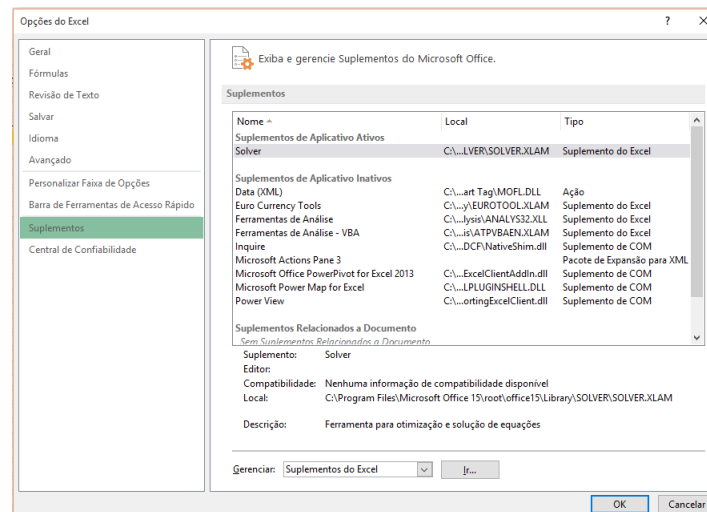 Opções do Excel
? ×
Geral
Fórmulas
Revisão de Texto
Salvar
Idioma
Avançado
Personalizar Faixa de Opções
Barra de Ferramentas de Acesso Rápido
Suplementos
Central de Confiabilidade
Exiba e gerencie Suplementos do Microsoft Office.
Suplementos
Nome Local Tipo
Suplementos de Aplicativo Ativos
Solver C:\...LVER\SOLVER.XLAM Suplemento do Excel
Suplementos de Aplicativo Inativos
Data (XML) C:\...art Tag\MOFL.DLL Ação
Euro Currency Tools C:\...y\EUROTOOL.XLAM Suplemento do Excel
Ferramentas de Análise C:\...lysis\ANALYS32.XLL Suplemento do Excel
Ferramentas de Análise - VBA C:\...is\ATPVBAEN.XLAM Suplemento do Excel
Inquire C:\...DCF\NativeShim.dll Suplemento de COM
Microsoft Actions Pane 3 Pacote de Expansão para XML
Microsoft Office PowerPivot for Excel 2013 C:\...ExcelClientAddIn.dll Suplemento de COM
Microsoft Power Map for Excel C:\...LPLUGINSHELL.DLL Suplemento de COM
Power View C:\...ortingExcelClient.dll Suplemento de COM
Suplementos Relacionados a Documento
Sem Suplementos Relacionados a Documento
Suplemento: Solver
Editor:
Compatibilidade: Nenhuma informação de compatibilidade disponível
Local: C:\Program Files\Microsoft Office 15\root\office15\Library\SOLVER\SOLVER.XLAM
Descrição: Ferramenta para otimização e solução de equações
Gerenciar: Suplementos do Excel Ir...
OK Cancelar